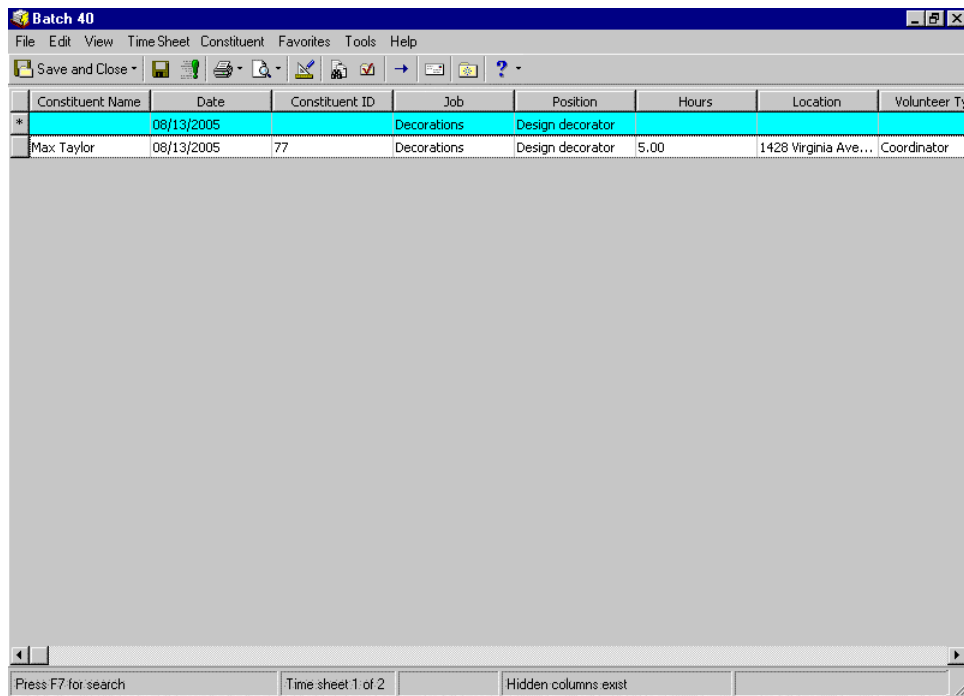 Batch 40
File Edit View Time Sheet Constituent Favorites Tools Help
Save and Close
Constituent Name Date Constituent ID Job Position Hours Location Volunteer Ty
* 08/13/2005 Decorations Design decorator
Max Taylor 08/13/2005 77 Decorations Design decorator 5.00 1428 Virginia Ave... Coordinator
Press F7 for search Time sheet 1 of 2 Hidden columns exist